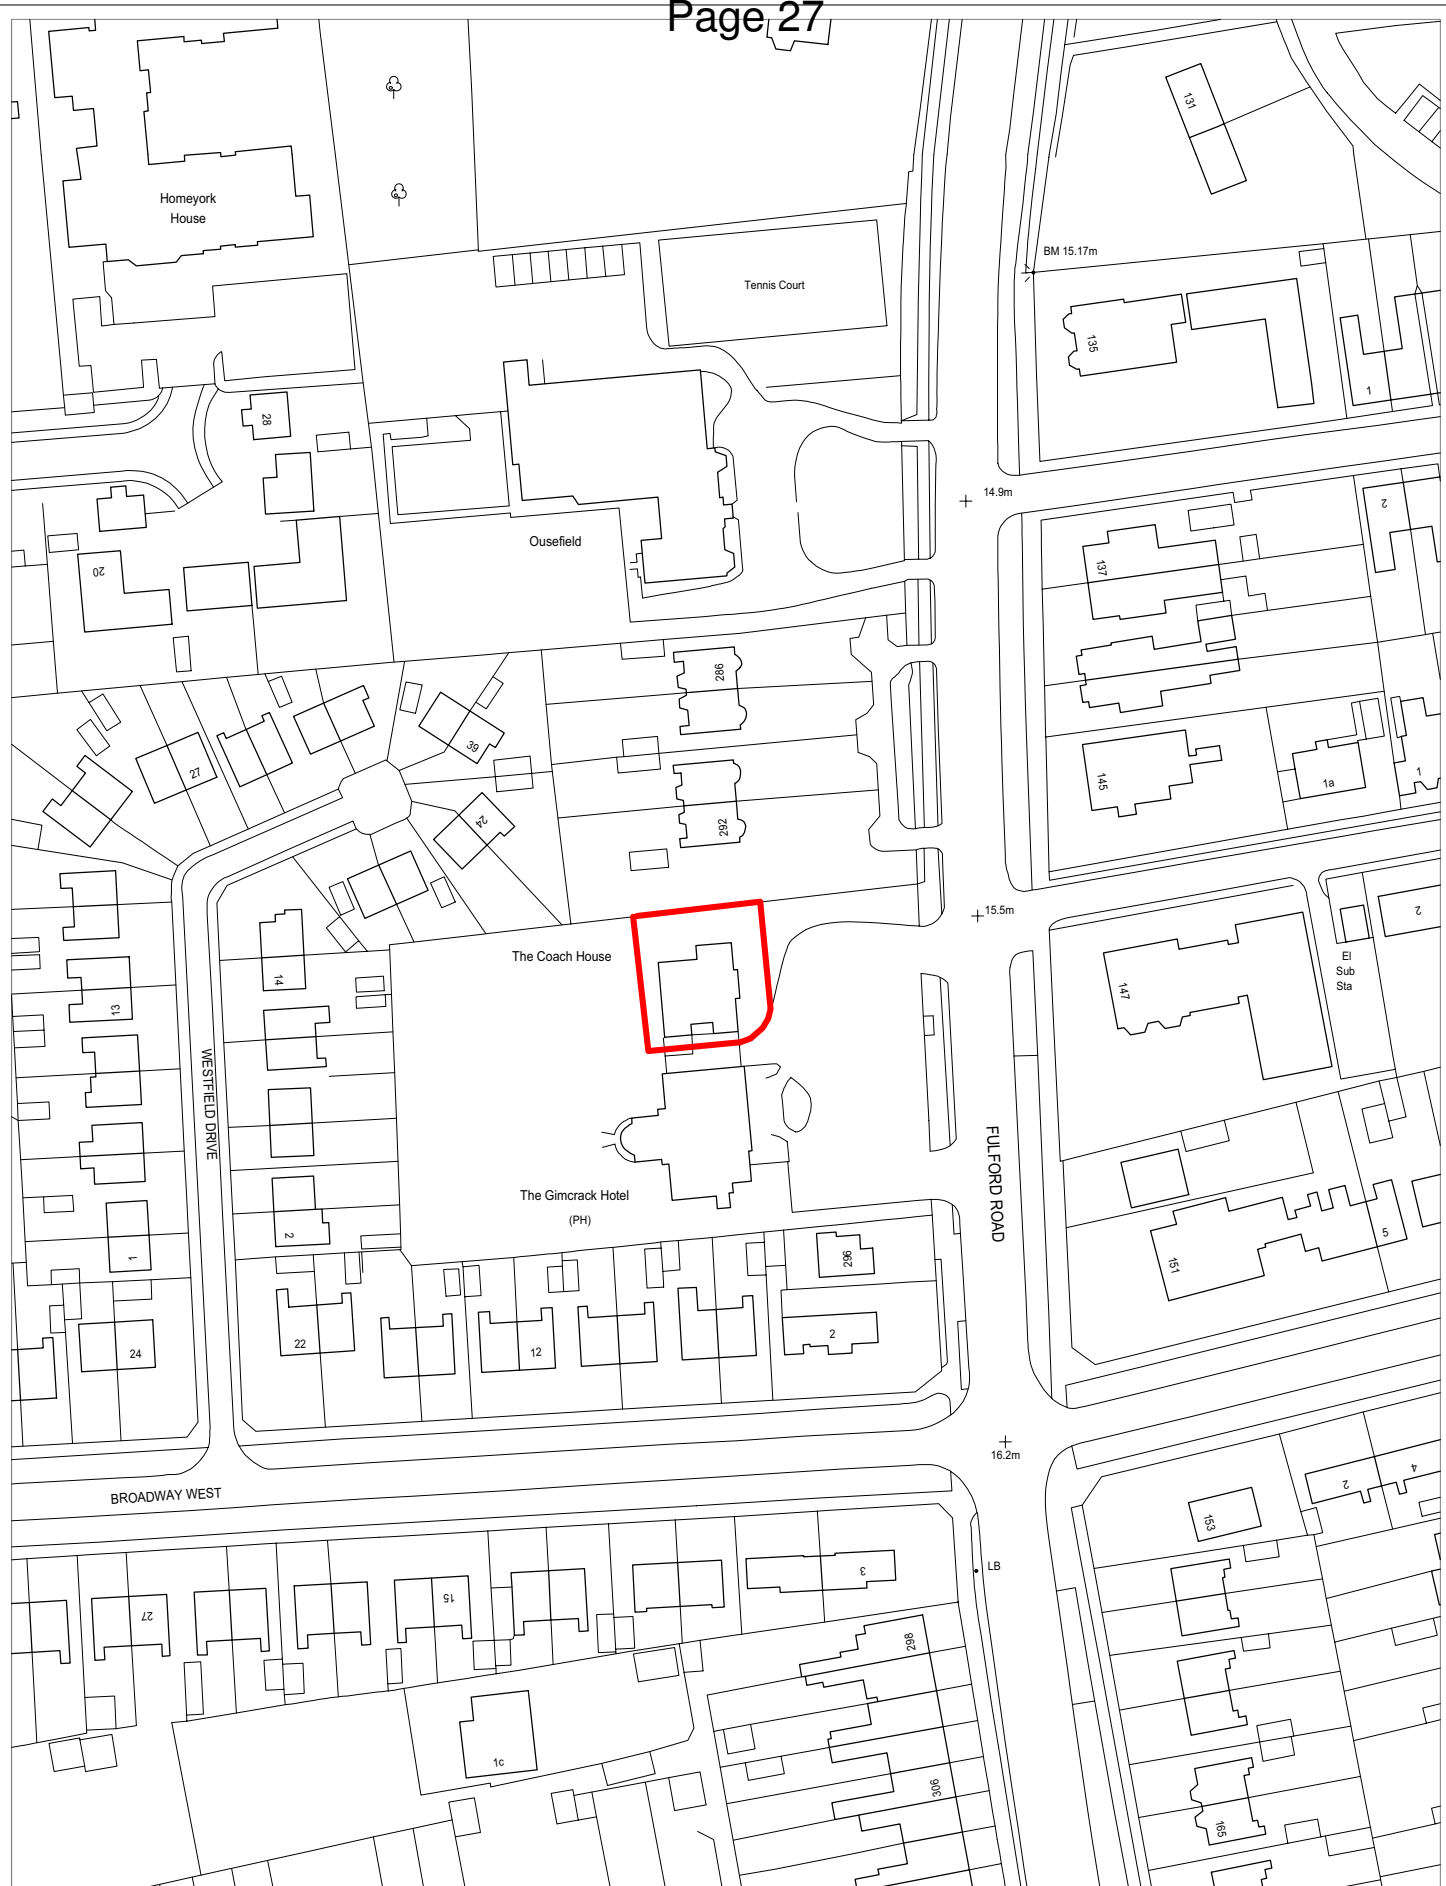 Page 27
131
Homeyork
House
BM 15.17m
Tennis Court
135
1
28
14.9m
2
Ousefield
137
20
286
39
27
145
1a
1
24
292
15.5m
2
The Coach House
El
Sub
Sta
14
147
13
WESTFIELD DRIVE
FULFORD ROAD
The Gimcrack Hotel
(PH)
2
1
296
5
151
22
12
2
24
16.2m
BROADWAY WEST
2
4
153
LB
3
15
27
298
1c
306
165